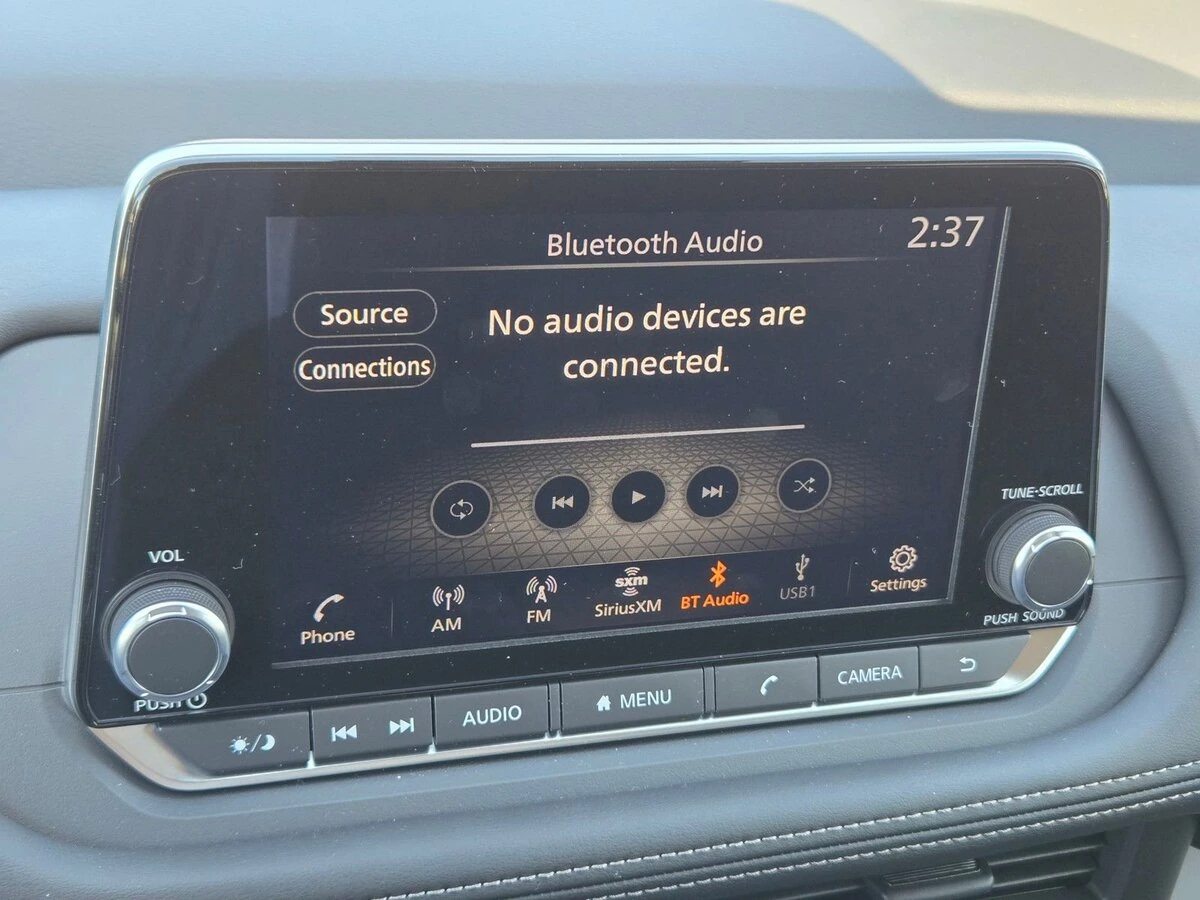 Bluetooth Audio
2:37
Source
No audio devices are
connected.
Connections
TUNE·SCROLL
VOL
Phone
AM
FM
sxm
SiriusXM
BT Audio
USB1
Settings
PUSH SOUND
PUSH
AUDIO
MENU
CAMERA